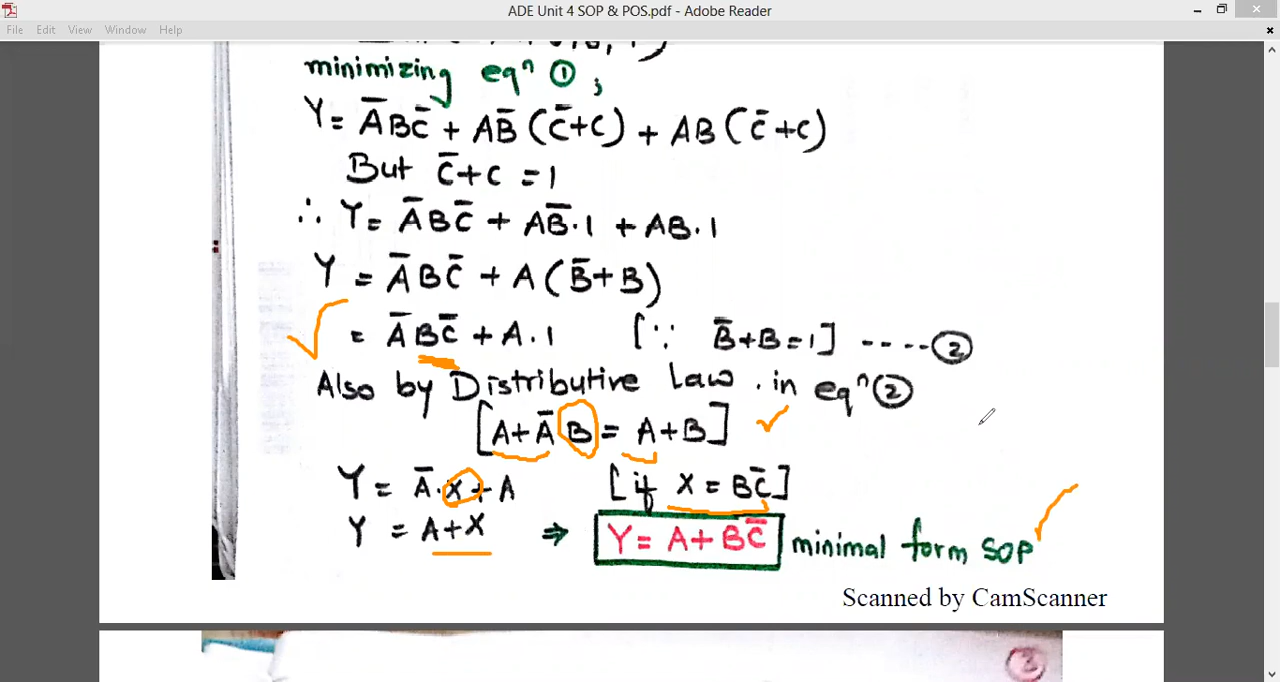 ADE Unit 4 SOP & POS.pdf - Adobe Reader
File Edit View Window Help
minimizing eqⁿ ① ;
Y = A̅BC̅ + AB̅ (C̅+C) + AB (C̅+C)
But C̅+C = 1
∴ Y = A̅BC̅ + AB̅·1 + AB·1
Y = A̅BC̅ + A(B̅+B)
= A̅BC̅ + A·1 [∵ B̅+B=1] ----②
Also by Distributive Law. in eqⁿ ②
[A+A̅B = A+B]
Y = A̅·X+A [if X = BC̅]
Y = A+X ⇒ Y = A+BC̅ minimal form SOP
Scanned by CamScanner
2